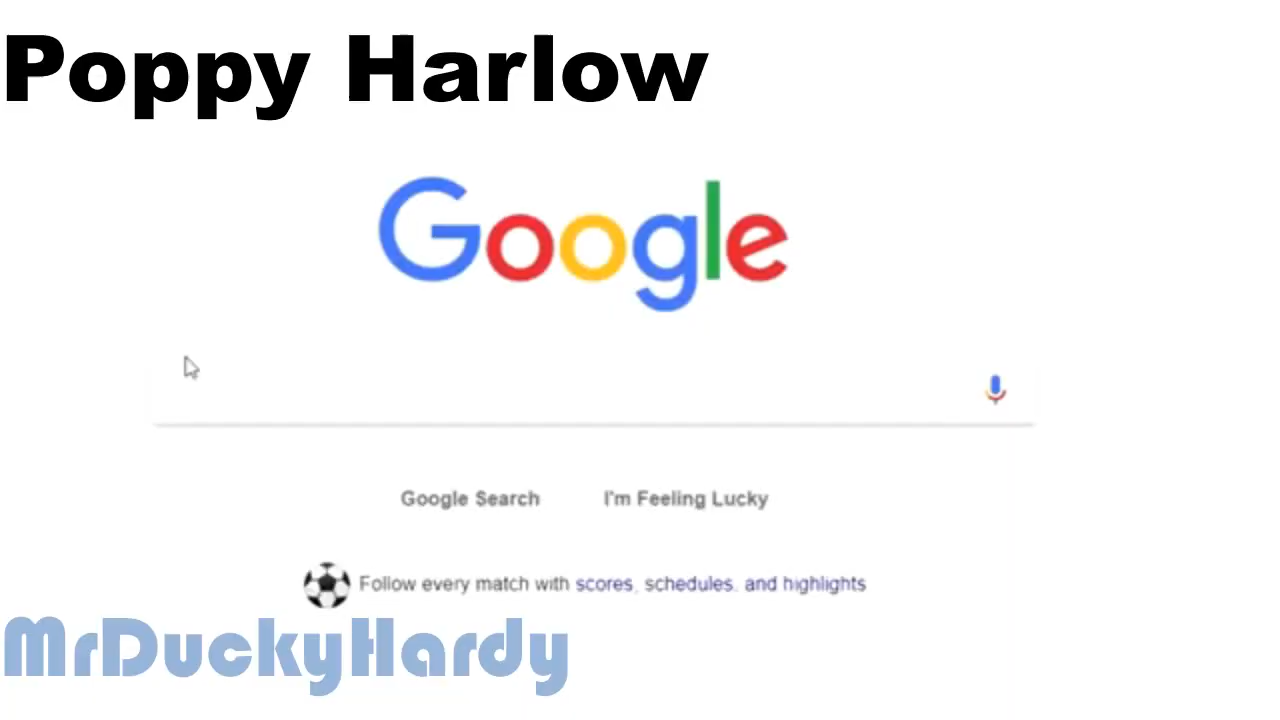 Poppy Harlow
Google
Google Search I'm Feeling Lucky
Follow every match with scores, schedules, and highlights
MrDuckyHardy